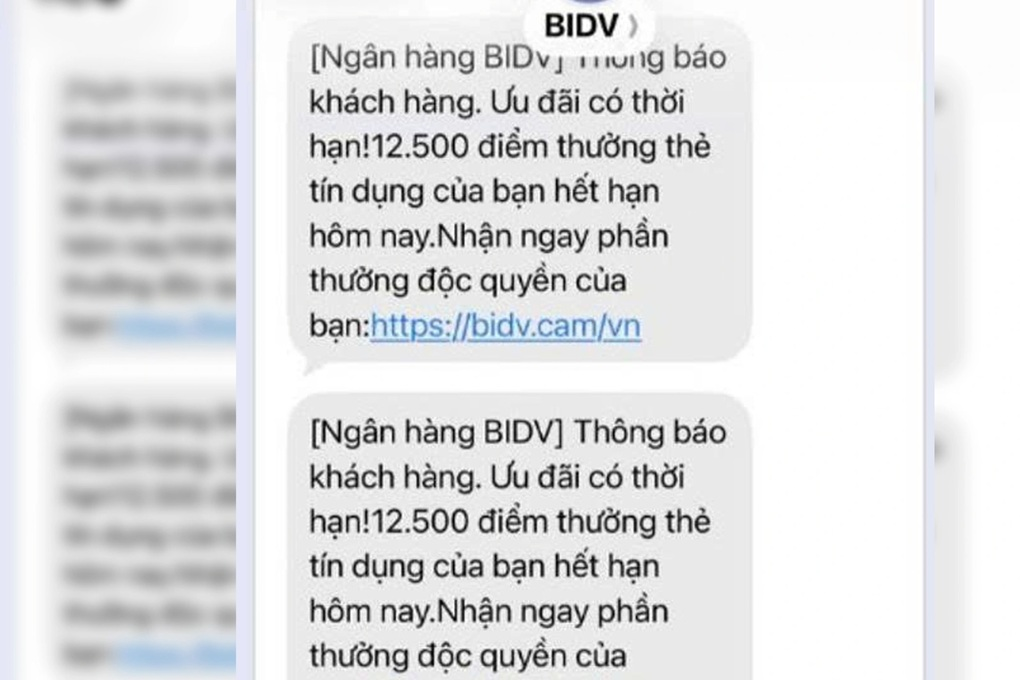 BIDV
[Ngân hàng BIDV] Thông báo
khách hàng. Ưu đãi có thời
hạn!12.500 điểm thưởng thẻ
tín dụng của bạn hết hạn
hôm nay.Nhận ngay phần
thưởng độc quyền của
bạn:https://bidv.cam/vn
[Ngân hàng BIDV] Thông báo
khách hàng. Ưu đãi có thời
hạn!12.500 điểm thưởng thẻ
tín dụng của bạn hết hạn
hôm nay.Nhận ngay phần
thưởng độc quyền của